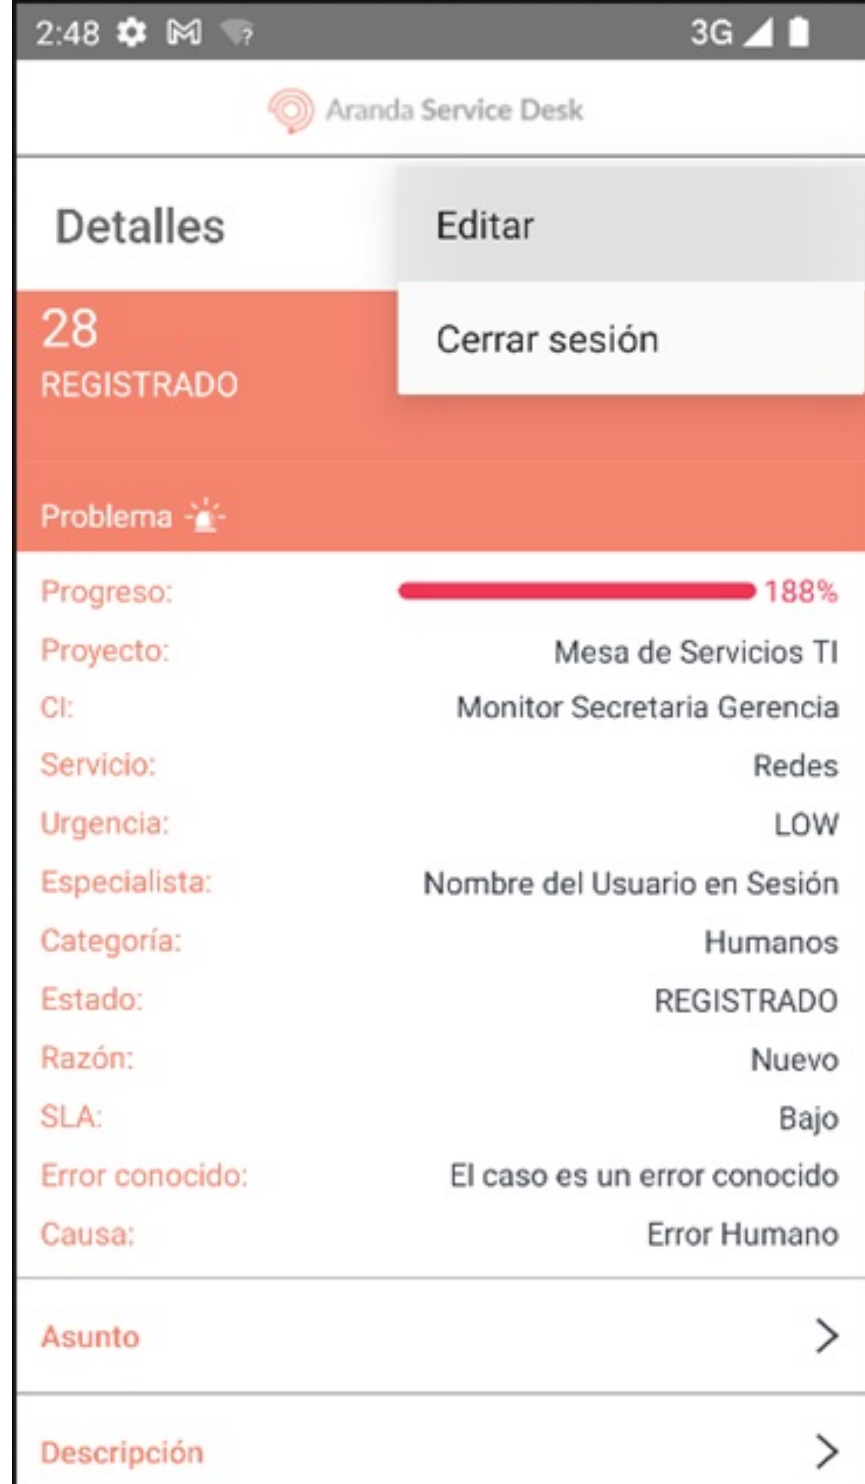 2:48 3G
Aranda Service Desk
Detalles
Editar
Cerrar sesión
28
REGISTRADO
Problema
Progreso: 188%
Proyecto: Mesa de Servicios TI
CI: Monitor Secretaria Gerencia
Servicio: Redes
Urgencia: LOW
Especialista: Nombre del Usuario en Sesión
Categoría: Humanos
Estado: REGISTRADO
Razón: Nuevo
SLA: Bajo
Error conocido: El caso es un error conocido
Causa: Error Humano
Asunto
Descripción